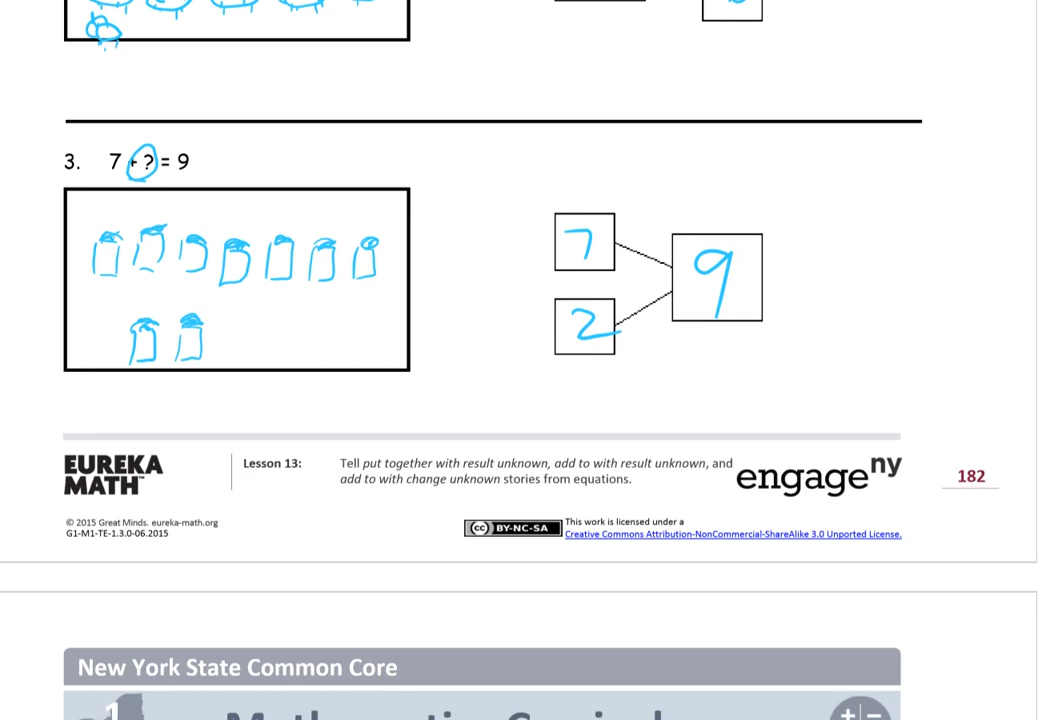 3. 7 + ? = 9
7
9
2
EUREKA
MATH™
Lesson 13:
Tell put together with result unknown, add to with result unknown, and
add to with change unknown stories from equations.
engage ny
182
© 2015 Great Minds. eureka-math.org
G1-M1-TE-1.3.0-06.2015
cc BY-NC-SA
This work is licensed under a
Creative Commons Attribution-NonCommercial-ShareAlike 3.0 Unported License.
New York State Common Core
1